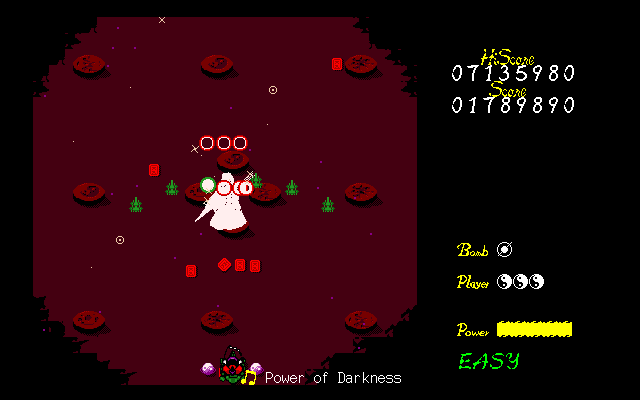 HiScore
07135980
Score
01789890
Bomb
Player
Power
EASY
Power of Darkness